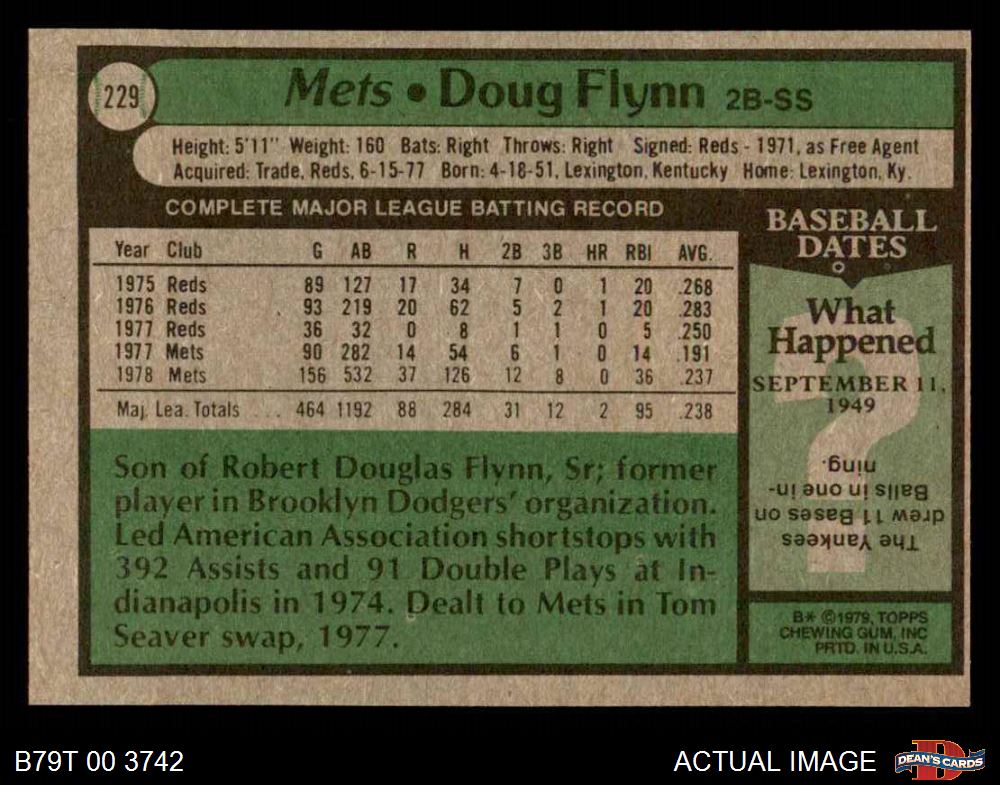 229
Mets • Doug Flynn 2B-SS
Height: 5'11" Weight: 160 Bats: Right Throws: Right Signed: Reds - 1971, as Free Agent
Acquired: Trade, Reds, 6-15-77 Born: 4-18-51, Lexington, Kentucky Home: Lexington, Ky.
COMPLETE MAJOR LEAGUE BATTING RECORD
Year Club G AB R H 2B 3B HR RBI AVG.
1975 Reds 89 127 17 34 7 0 1 20 .268
1976 Reds 93 219 20 62 5 2 1 20 .283
1977 Reds 36 32 0 8 1 1 0 5 .250
1977 Mets 90 282 14 54 6 1 0 14 .191
1978 Mets 156 532 37 126 12 8 0 36 .237
Maj. Lea. Totals . . . 464 1192 88 284 31 12 2 95 .238
Son of Robert Douglas Flynn, Sr; former
player in Brooklyn Dodgers' organization.
Led American Association shortstops with
392 Assists and 91 Double Plays at In-
dianapolis in 1974. Dealt to Mets in Tom
Seaver swap, 1977.
BASEBALL
DATES
What
Happened
SEPTEMBER 11,
1949
The Yankees
drew 11 Bases on
Balls in one in-
ning.
B* ©1979, TOPPS
CHEWING GUM, INC
PRTD. IN U.S.A.
B79T 00 3742
ACTUAL IMAGE
D
DEAN'S CARDS